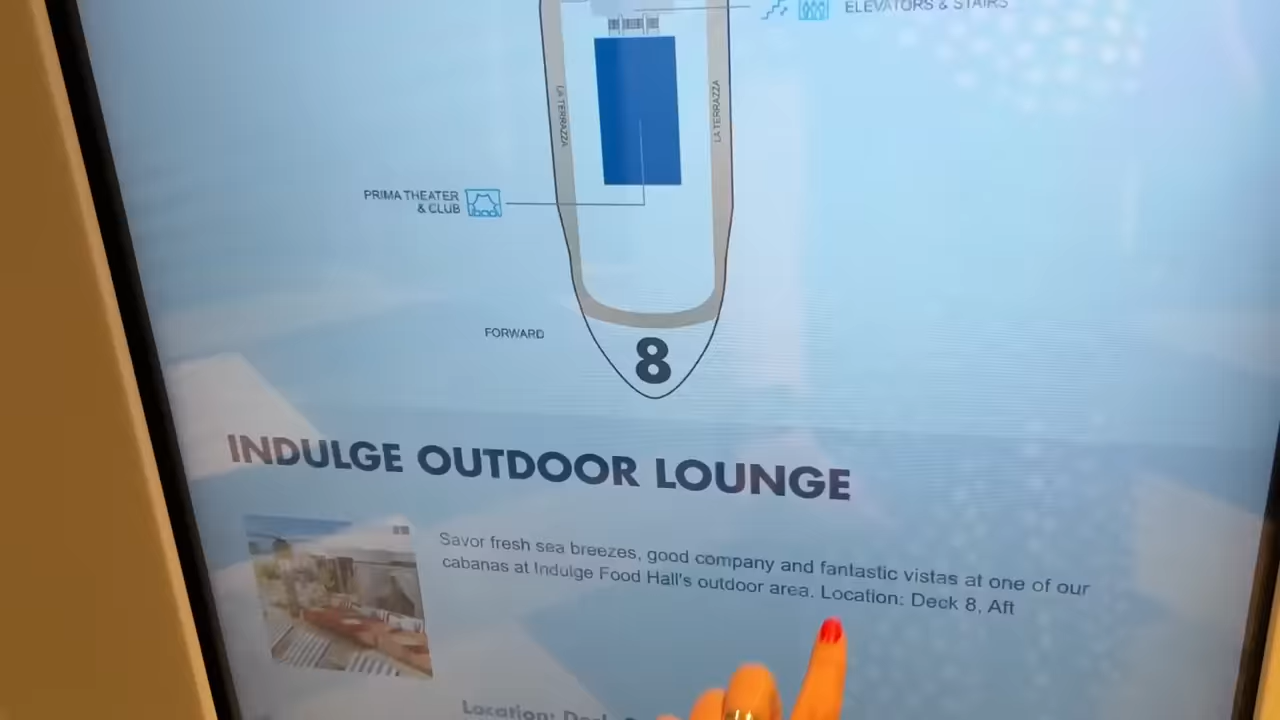 ELEVATORS & STAIRS
LA TERRAZZA
LA TERRAZZA
PRIMA THEATER
& CLUB
FORWARD
8
INDULGE OUTDOOR LOUNGE
Savor fresh sea breezes, good company and fantastic vistas at one of our
cabanas at Indulge Food Hall's outdoor area. Location: Deck 8, Aft
Location: